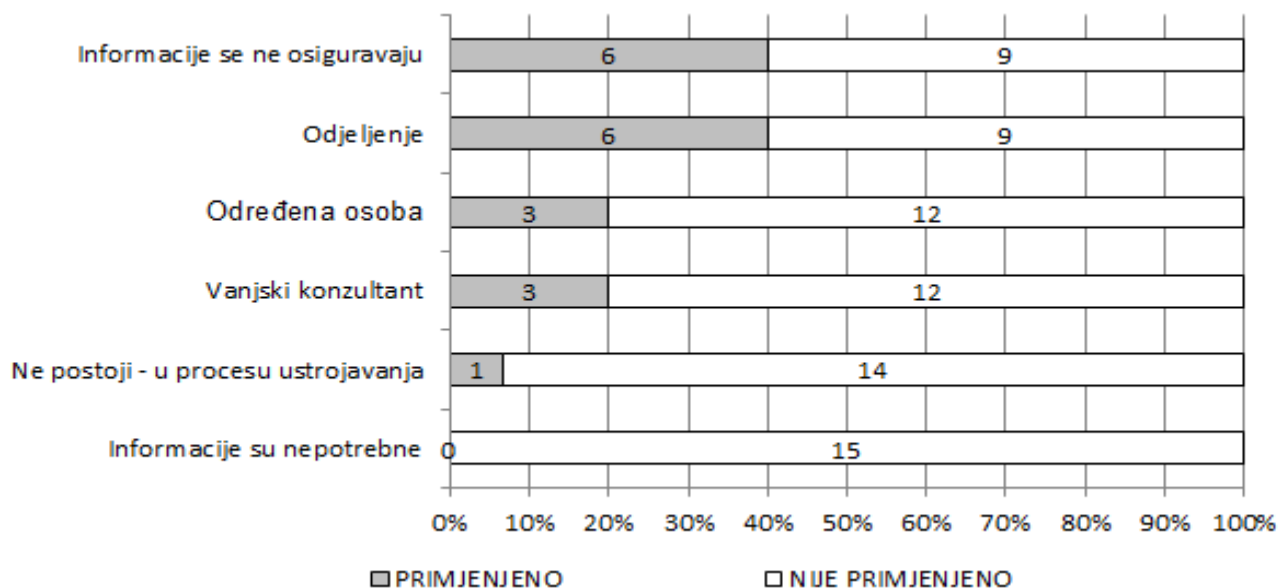 Informacije se ne osiguravaju 6 9
Odjeljenje 6 9
Određena osoba 3 12
Vanjski konzultant 3 12
Ne postoji - u procesu ustrojavanja 1 14
Informacije su nepotrebne 0 15
0% 10% 20% 30% 40% 50% 60% 70% 80% 90% 100%
PRIMJENJENO NIJE PRIMJENJENO